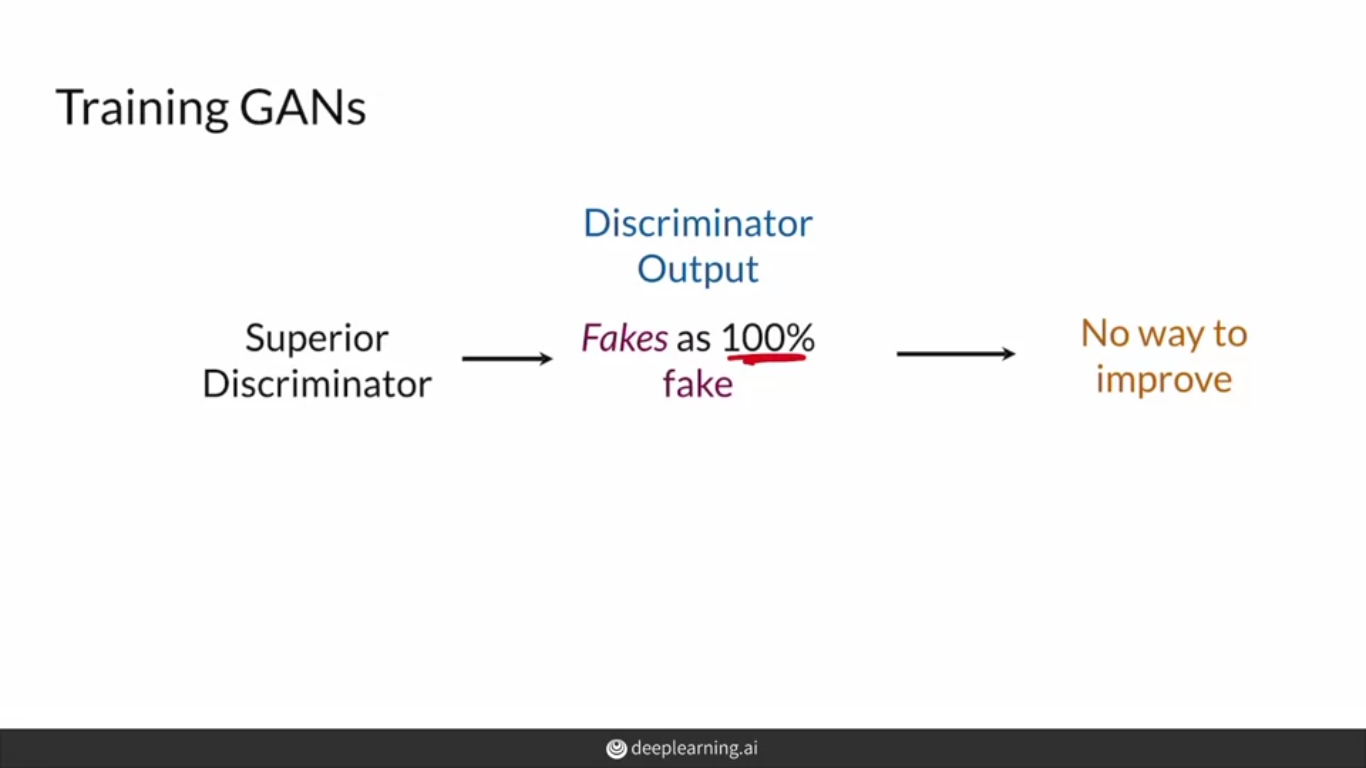 Training GANs
Discriminator
Output
Superior
Discriminator
Fakes as 100%
fake
No way to
improve
deeplearning.ai